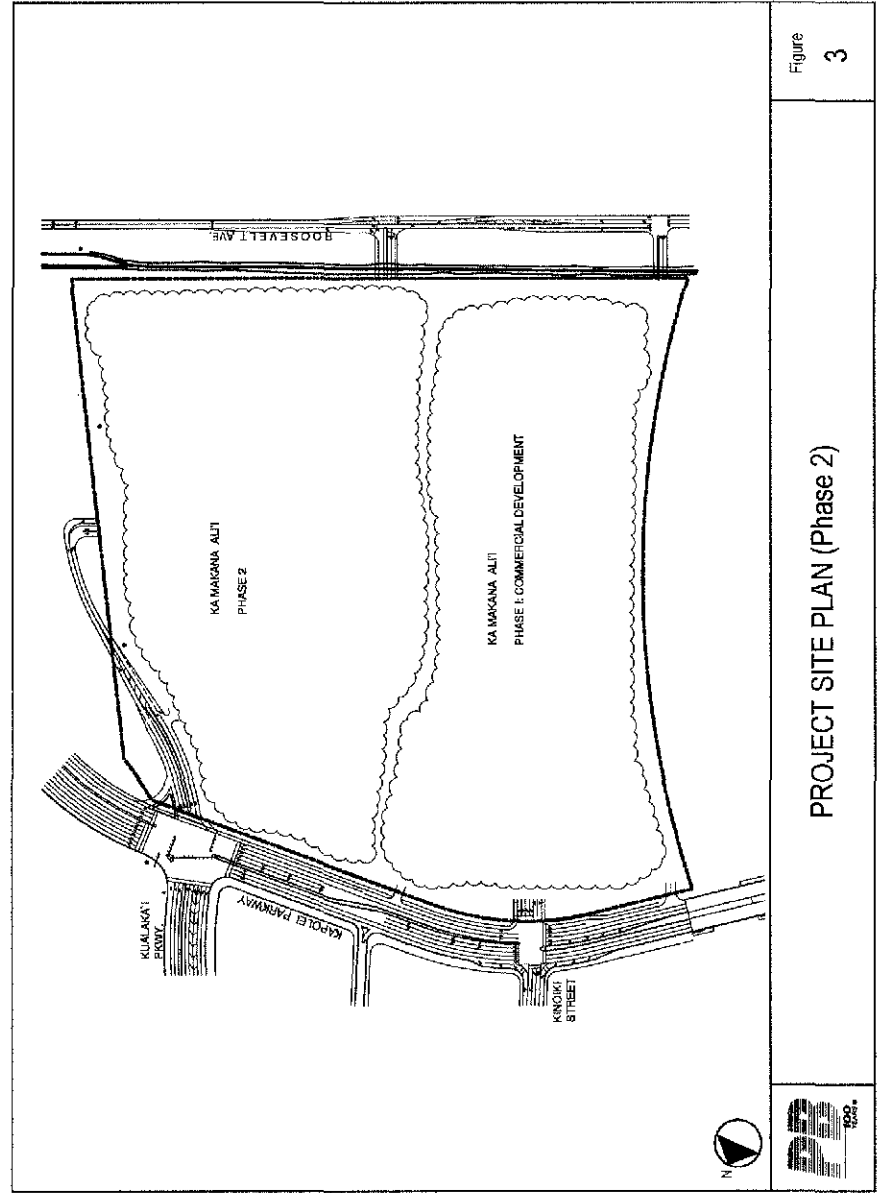 KUALAKA'I
PKWY.
KAPOLEI PARKWAY
KINOIKI
STREET
ROOSEVELT AVE.
KA MAKANA ALI'I
PHASE 2
KA MAKANA ALI'I
PHASE I: COMMERCIAL DEVELOPMENT
N
PB
100
YEARS
PROJECT SITE PLAN (Phase 2)
Figure
3